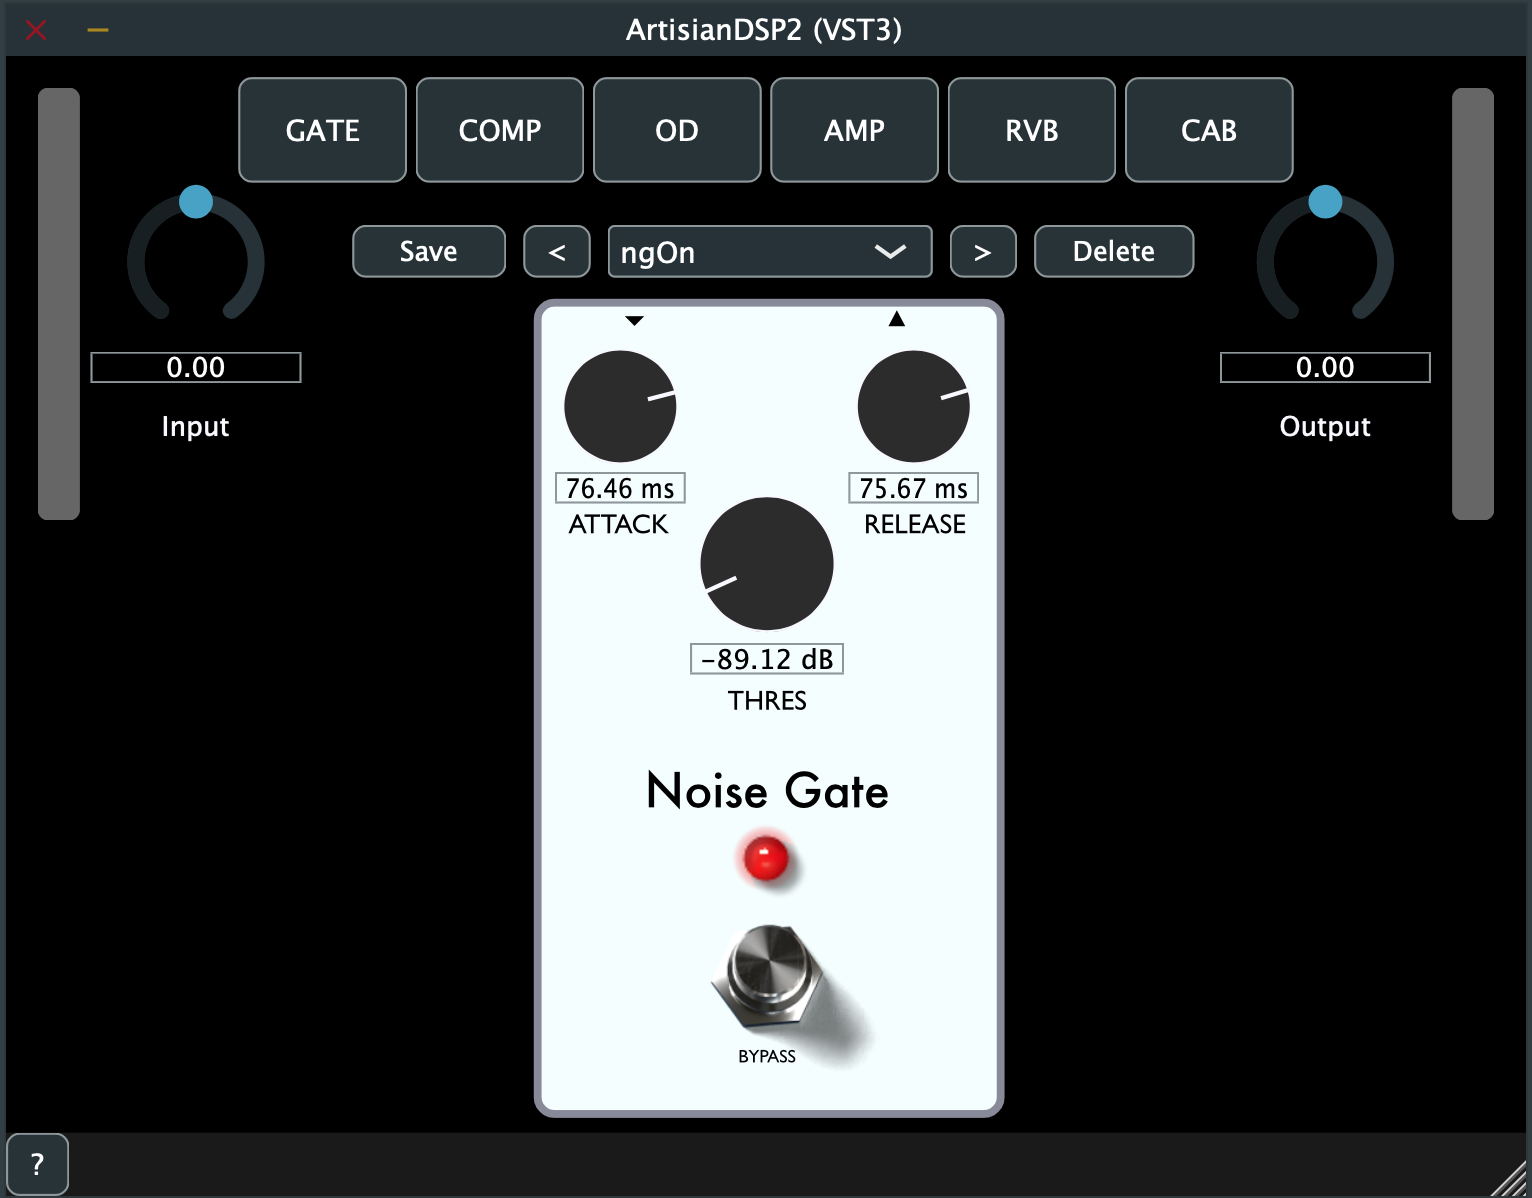 ArtisianDSP2 (VST3)
GATE COMP OD AMP RVB CAB
Save < ngOn > Delete
0.00
Input
0.00
Output
76.46 ms
ATTACK
75.67 ms
RELEASE
-89.12 dB
THRES
Noise Gate
BYPASS
?